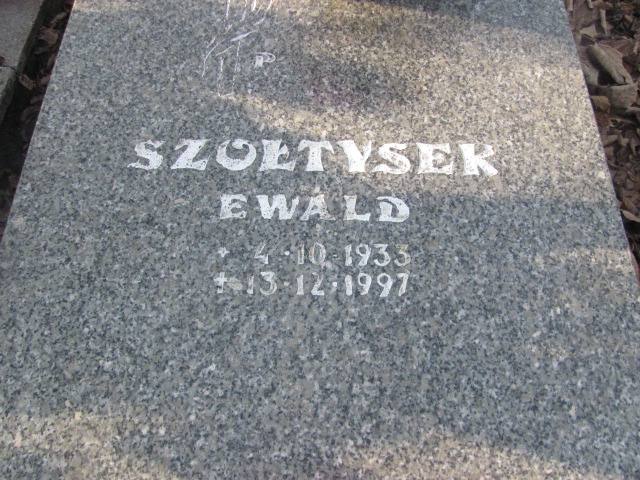 P
SZOŁTYSEK
EWALD
* 4·10·1933
✝ 13·12·1997